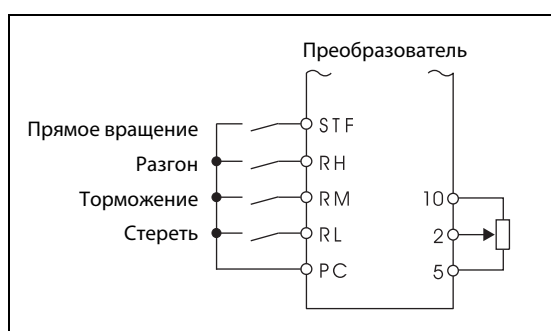 Преобразователь
Прямое вращение STF
Разгон RH
Торможение RM 10
Стереть RL 2
PC 5